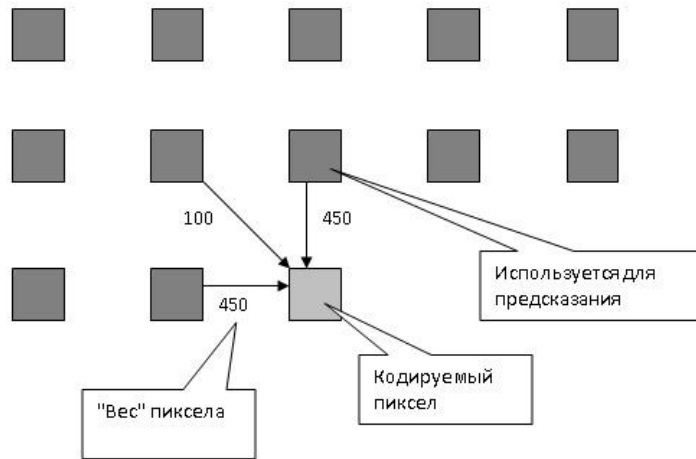 100
450
450
Используется для
предсказания
Кодируемый
пиксел
"Вес" пиксела